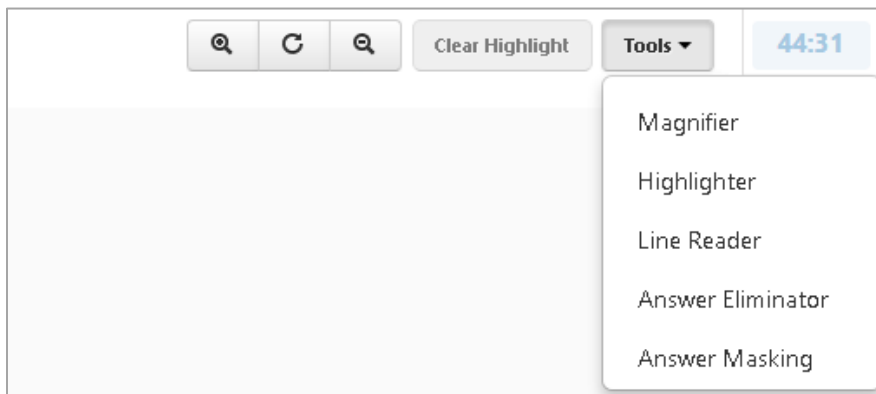 Clear Highlight Tools 44:31
Magnifier
Highlighter
Line Reader
Answer Eliminator
Answer Masking